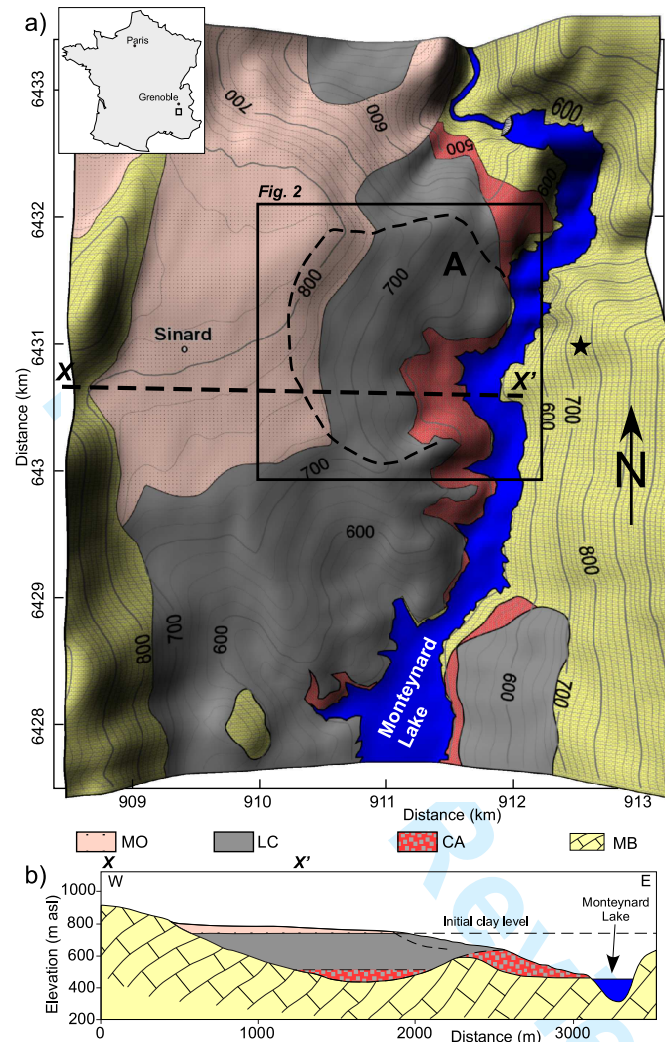 a)
Paris
Grenoble
6433
6432
6431
643
6429
6428
Distance (km)
700
600
500
600
600
Fig. 2
800
700
A
Sinard
X
X'
600
700
N
700
600
800
800
700
600
600
700
Monteynard
Lake
909
910
911
912
913
Distance (km)
MO
LC
CA
MB
X
X'
b)
W
E
Monteynard
Lake
Initial clay level
Elevation (m asl)
1000
800
600
400
200
0
1000
2000
3000
Distance (m)
Rev